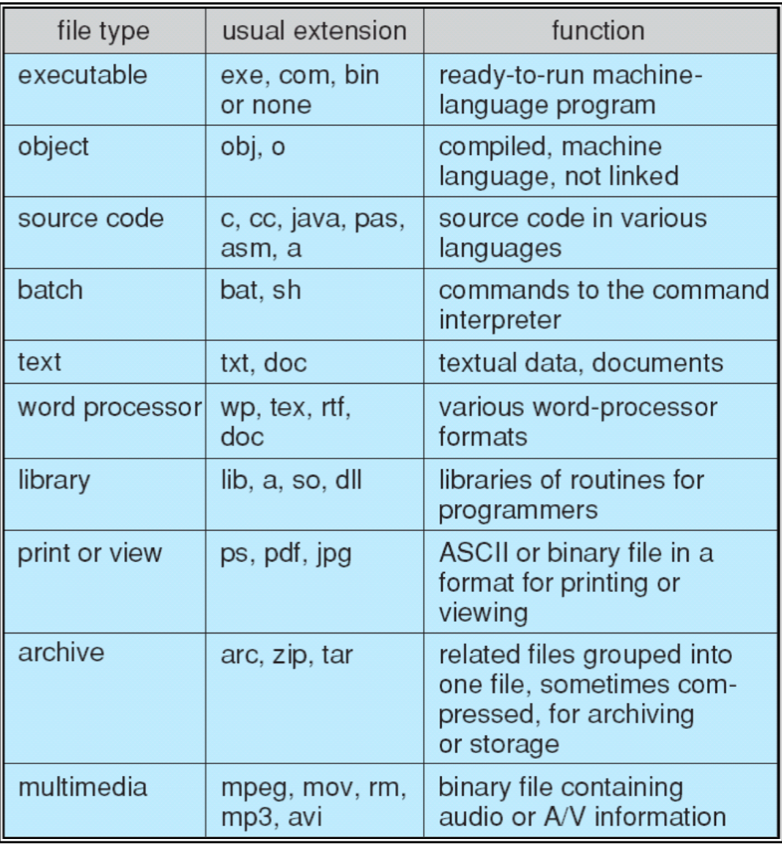 file type usual extension function
executable exe, com, bin ready-to-run machine-
or none language program
object obj, o compiled, machine
language, not linked
source code c, cc, java, pas, source code in various
asm, a languages
batch bat, sh commands to the command
interpreter
text txt, doc textual data, documents
word processor wp, tex, rtf, various word-processor
doc formats
library lib, a, so, dll libraries of routines for
programmers
print or view ps, pdf, jpg ASCII or binary file in a
format for printing or
viewing
archive arc, zip, tar related files grouped into
one file, sometimes com-
pressed, for archiving
or storage
multimedia mpeg, mov, rm, binary file containing
mp3, avi audio or A/V information